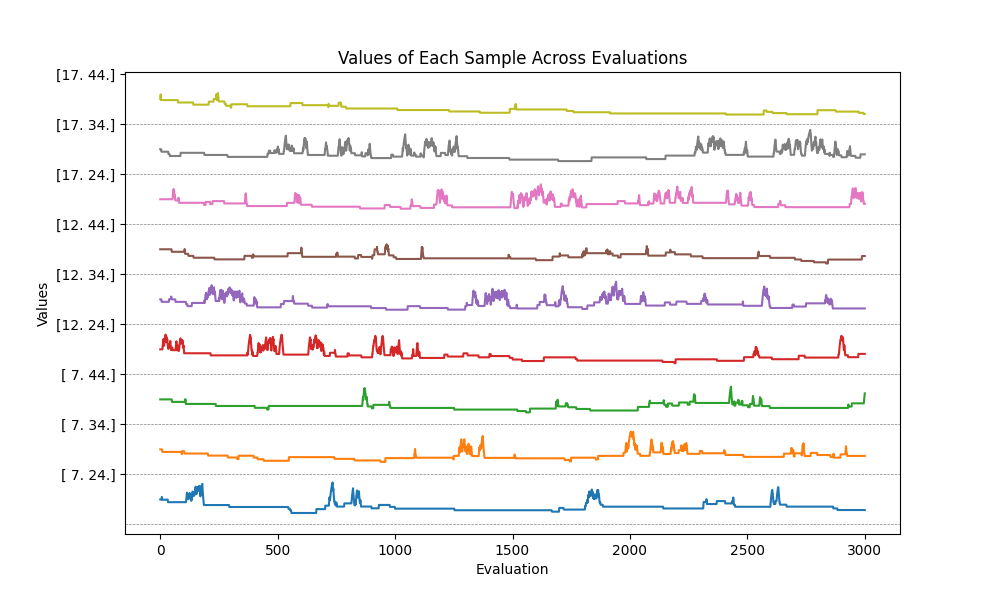 Values of Each Sample Across Evaluations
[17. 44.]
[17. 34.]
[17. 24.]
[12. 44.]
[12. 34.]
[12. 24.]
[ 7. 44.]
[ 7. 34.]
[ 7. 24.]
Values
0 500 1000 1500 2000 2500 3000
Evaluation